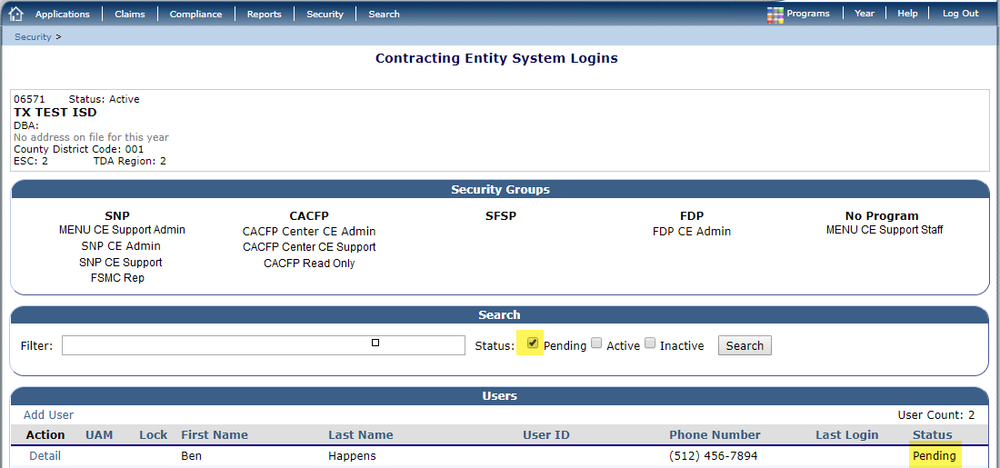 Applications Claims Compliance Reports Security Search Programs Year Help Log Out
Security >
Contracting Entity System Logins
06571 Status: Active
TX TEST ISD
DBA:
No address on file for this year
County District Code: 001
ESC: 2 TDA Region: 2
Security Groups
SNP CACFP SFSP FDP No Program
MENU CE Support Admin CACFP Center CE Admin FDP CE Admin MENU CE Support Staff
SNP CE Admin CACFP Center CE Support
SNP CE Support CACFP Read Only
FSMC Rep
Search
Filter: Status: Pending Active Inactive Search
Users
Add User User Count: 2
Action UAM Lock First Name Last Name User ID Phone Number Last Login Status
Detail Ben Happens (512) 456-7894 Pending